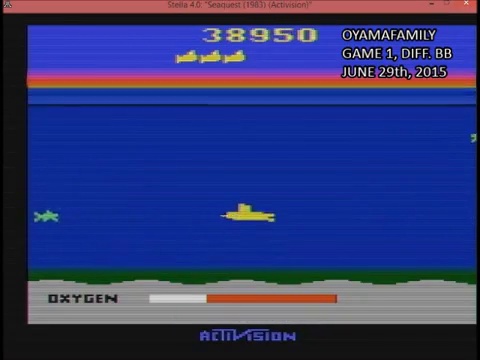 Stella 4.0: "Seaquest (1983) (Activision)"
38950
OYAMAFAMILY
GAME 1, DIFF. BB
JUNE 29th, 2015
OXYGEN
ACTIVISION